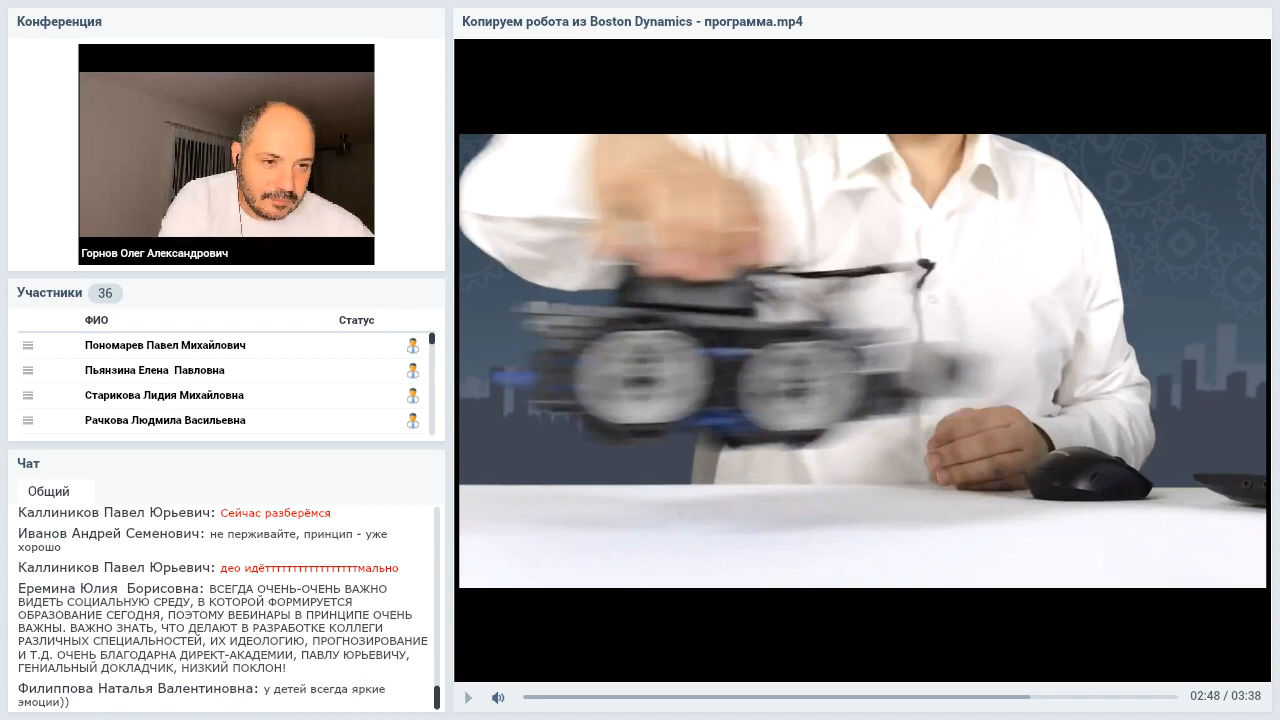 Конференция
Горнов Олег Александрович
Участники 36
ФИО Статус
Пономарев Павел Михайлович
Пьянзина Елена  Павловна
Старикова Лидия Михайловна
Рачкова Людмила Васильевна
Чат
Общий
Каллиников Павел Юрьевич: Сейчас разберёмся
Иванов Андрей Семенович: не перживайте, принцип - уже
хорошо
Каллиников Павел Юрьевич: део идётттттттттттттттттттмально
Еремина Юлия  Борисовна: ВСЕГДА ОЧЕНЬ-ОЧЕНЬ ВАЖНО
ВИДЕТЬ СОЦИАЛЬНУЮ СРЕДУ, В КОТОРОЙ ФОРМИРУЕТСЯ
ОБРАЗОВАНИЕ СЕГОДНЯ, ПОЭТОМУ ВЕБИНАРЫ В ПРИНЦИПЕ ОЧЕНЬ
ВАЖНЫ. ВАЖНО ЗНАТЬ, ЧТО ДЕЛАЮТ В РАЗРАБОТКЕ КОЛЛЕГИ
РАЗЛИЧНЫХ СПЕЦИАЛЬНОСТЕЙ, ИХ ИДЕОЛОГИЮ, ПРОГНОЗИРОВАНИЕ
И Т.Д. ОЧЕНЬ БЛАГОДАРНА ДИРЕКТ-АКАДЕМИИ, ПАВЛУ ЮРЬЕВИЧУ,
ГЕНИАЛЬНЫЙ ДОКЛАДЧИК, НИЗКИЙ ПОКЛОН!
Филиппова Наталья Валентиновна: у детей всегда яркие
эмоции))
Копируем робота из Boston Dynamics - программа.mp4
02:48 / 03:38